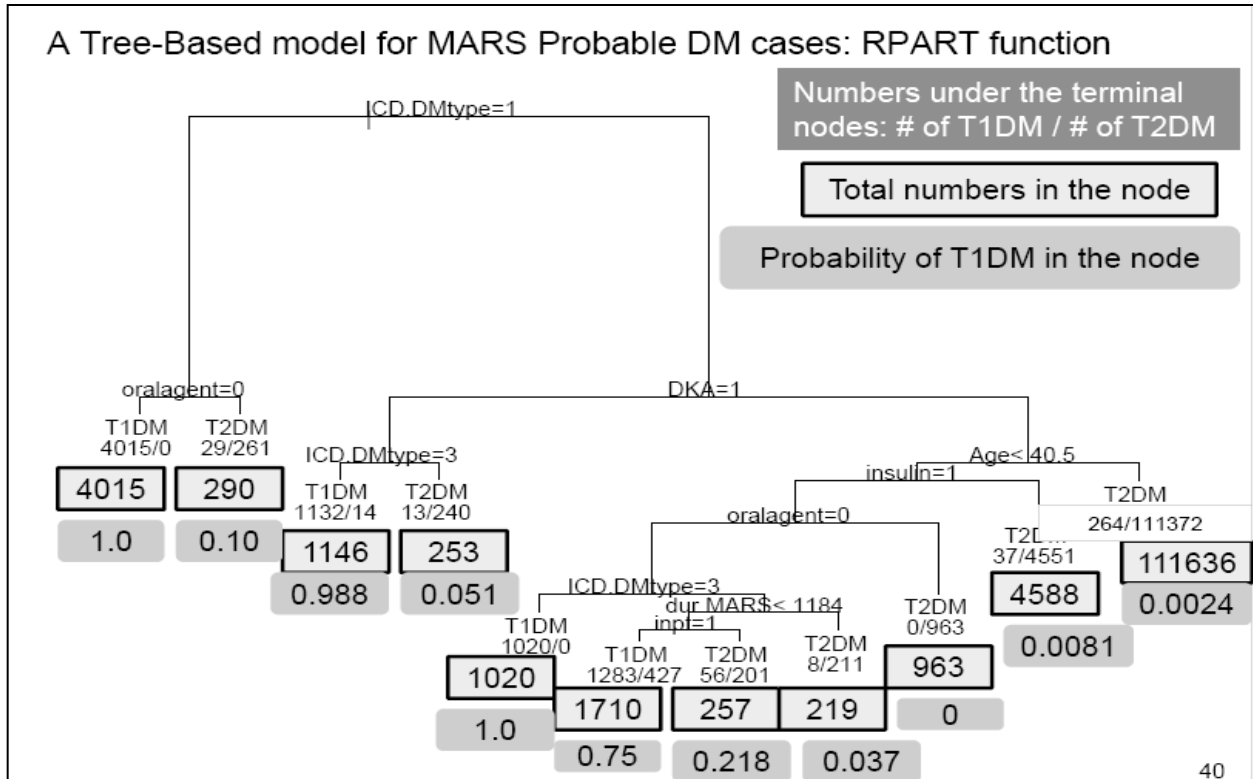 A Tree-Based model for MARS Probable DM cases: RPART function
Numbers under the terminal
nodes: # of T1DM / # of T2DM
Total numbers in the node
Probability of T1DM in the node
ICD.DMtype=1
oralagent=0
T1DM
4015/0
4015
1.0
T2DM
29/261
290
0.10
DKA=1
ICD.DMtype=3
T1DM
1132/14
1146
0.988
T2DM
13/240
253
0.051
Age< 40.5
insulin=1
oralagent=0
ICD.DMtype=3
T1DM
1020/0
1020
1.0
dur.MARS< 1184
inpt=1
T1DM
1283/427
1710
0.75
T2DM
56/201
257
0.218
T2DM
8/211
219
0.037
T2DM
0/963
963
0
37/4551
4588
0.0081
T2DM
264/111372
111636
0.0024
40